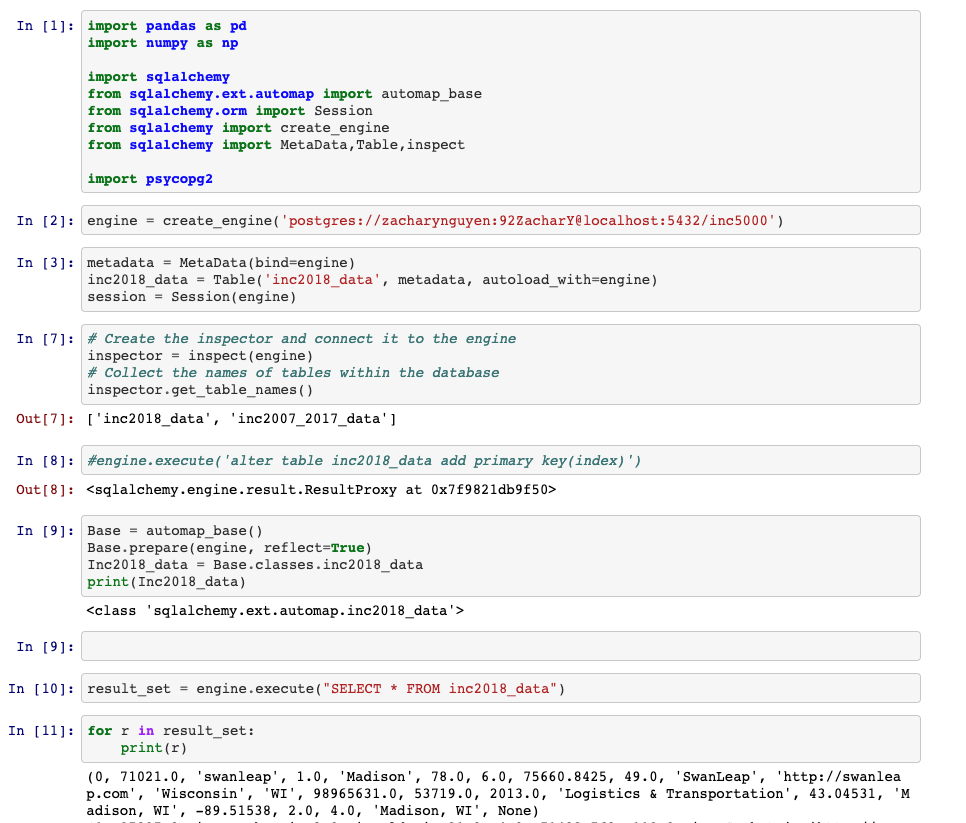 In [1]: import pandas as pd
import numpy as np
import sqlalchemy
from sqlalchemy.ext.automap import automap_base
from sqlalchemy.orm import Session
from sqlalchemy import create_engine
from sqlalchemy import MetaData,Table,inspect
import psycopg2
In [2]: engine = create_engine('postgres://zacharynguyen:92ZacharY@localhost:5432/inc5000')
In [3]: metadata = MetaData(bind=engine)
inc2018_data = Table('inc2018_data', metadata, autoload_with=engine)
session = Session(engine)
In [7]: # Create the inspector and connect it to the engine
inspector = inspect(engine)
# Collect the names of tables within the database
inspector.get_table_names()
Out[7]: ['inc2018_data', 'inc2007_2017_data']
In [8]: #engine.execute('alter table inc2018_data add primary key(index)')
Out[8]: <sqlalchemy.engine.result.ResultProxy at 0x7f9821db9f50>
In [9]: Base = automap_base()
Base.prepare(engine, reflect=True)
Inc2018_data = Base.classes.inc2018_data
print(Inc2018_data)
<class 'sqlalchemy.ext.automap.inc2018_data'>
In [9]:
In [10]: result_set = engine.execute("SELECT * FROM inc2018_data")
In [11]: for r in result_set:
    print(r)
(0, 71021.0, 'swanleap', 1.0, 'Madison', 78.0, 6.0, 75660.8425, 49.0, 'SwanLeap', 'http://swanlea
p.com', 'Wisconsin', 'WI', 98965631.0, 53719.0, 2013.0, 'Logistics & Transportation', 43.04531, 'M
adison, WI', -89.51538, 2.0, 4.0, 'Madison, WI', None)